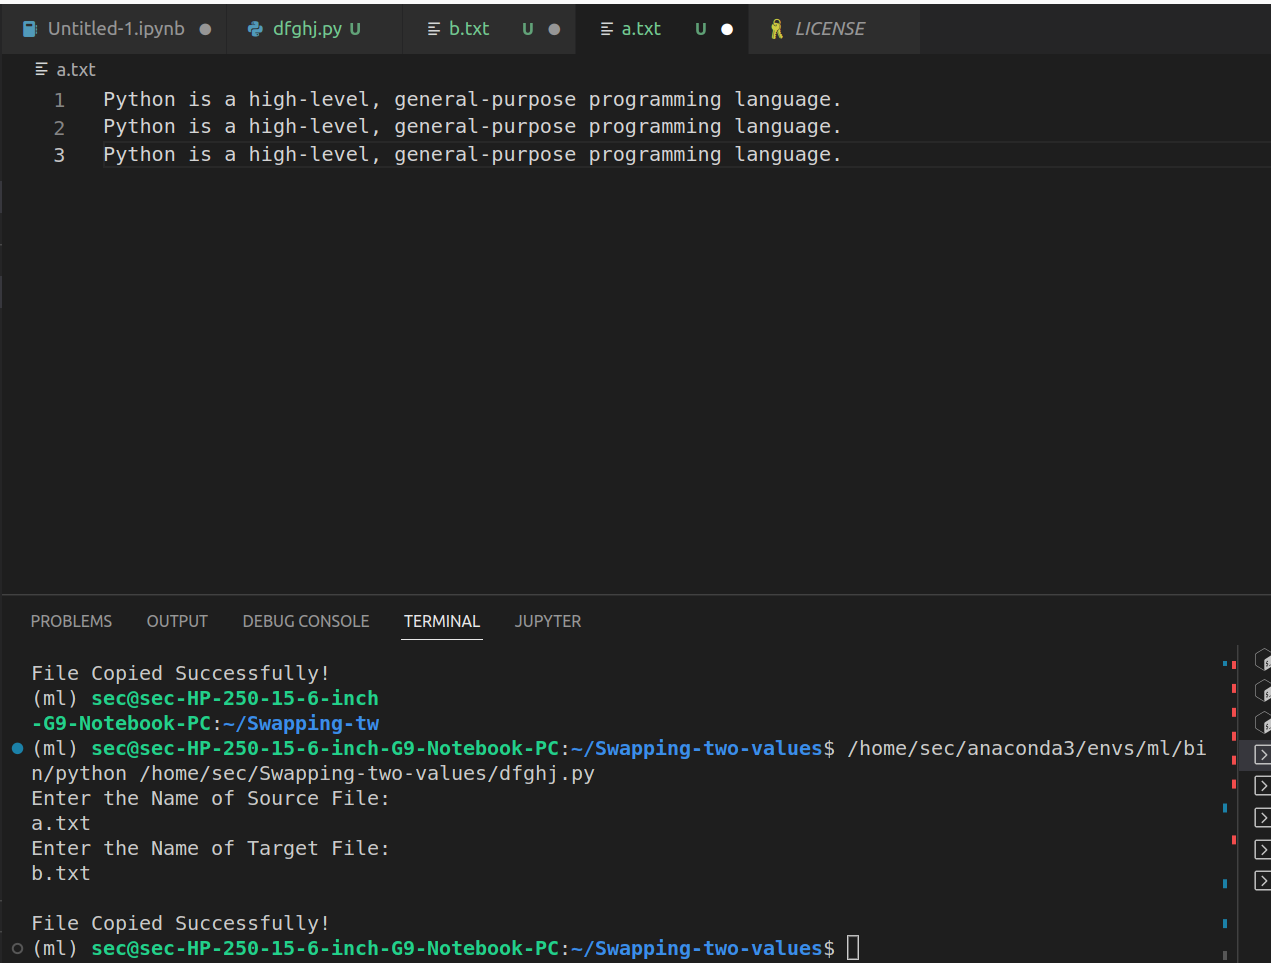 Untitled-1.ipynb dfghj.py U b.txt U a.txt U LICENSE
a.txt
1 Python is a high-level, general-purpose programming language.
2 Python is a high-level, general-purpose programming language.
3 Python is a high-level, general-purpose programming language.
PROBLEMS OUTPUT DEBUG CONSOLE TERMINAL JUPYTER
File Copied Successfully!
(ml) sec@sec-HP-250-15-6-inch
-G9-Notebook-PC:~/Swapping-tw
(ml) sec@sec-HP-250-15-6-inch-G9-Notebook-PC:~/Swapping-two-values$ /home/sec/anaconda3/envs/ml/bi
n/python /home/sec/Swapping-two-values/dfghj.py
Enter the Name of Source File:
a.txt
Enter the Name of Target File:
b.txt
File Copied Successfully!
(ml) sec@sec-HP-250-15-6-inch-G9-Notebook-PC:~/Swapping-two-values$